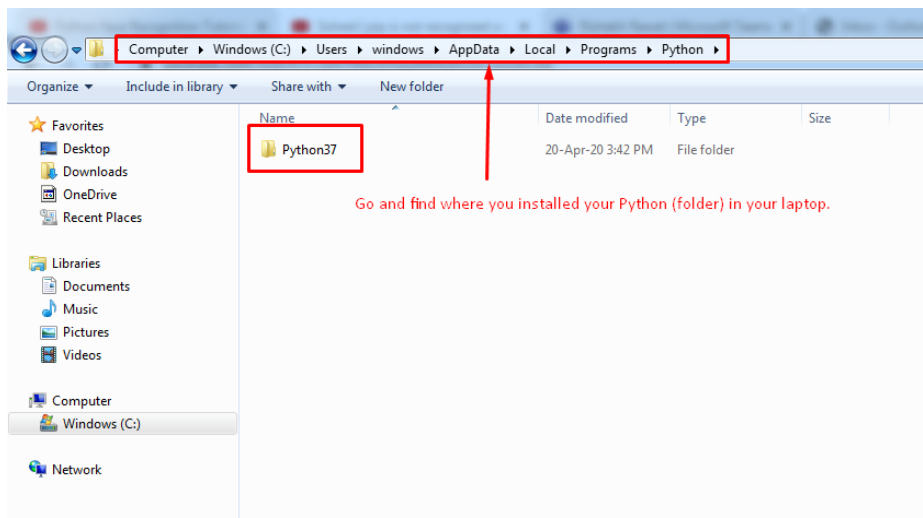 Computer ▸ Windows (C:) ▸ Users ▸ windows ▸ AppData ▸ Local ▸ Programs ▸ Python ▸
Organize ▾ Include in library ▾ Share with ▾ New folder
Favorites
Desktop
Downloads
OneDrive
Recent Places
Libraries
Documents
Music
Pictures
Videos
Computer
Windows (C:)
Network
Name Date modified Type Size
Python37 20-Apr-20 3:42 PM File folder
Go and find where you installed your Python (folder) in your laptop.